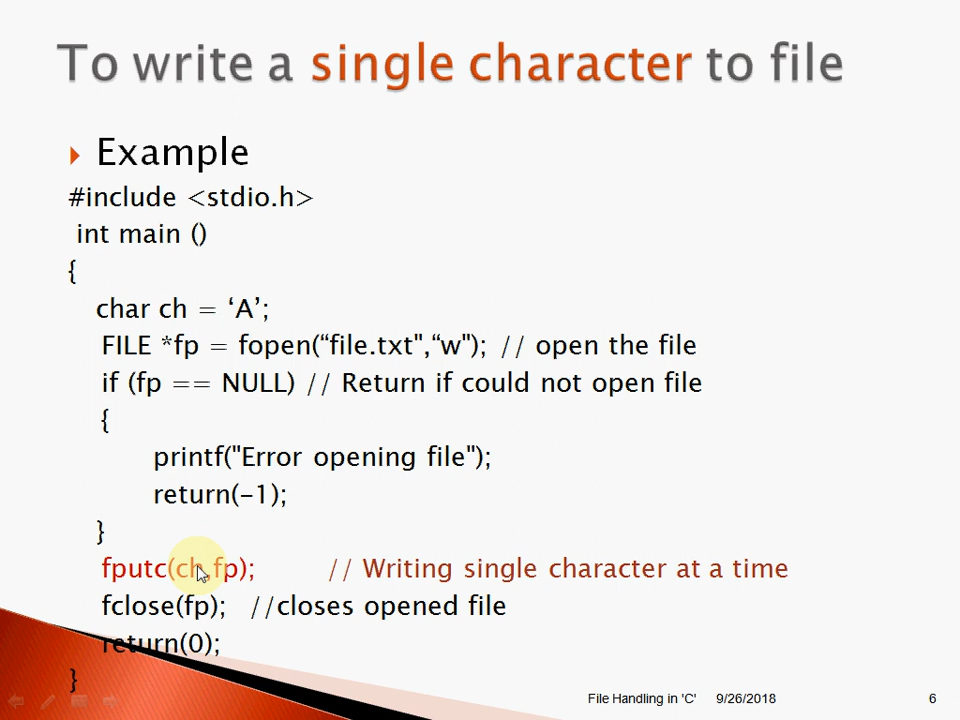 To write a single character to file
Example
#include <stdio.h>
int main ()
{
char ch = ‘A’;
FILE *fp = fopen(“file.txt",“w"); // open the file
if (fp == NULL) // Return if could not open file
{
printf("Error opening file");
return(-1);
}
fputc(ch,fp); // Writing single character at a time
fclose(fp); //closes opened file
return(0);
}
File Handling in 'C' 9/26/2018 6